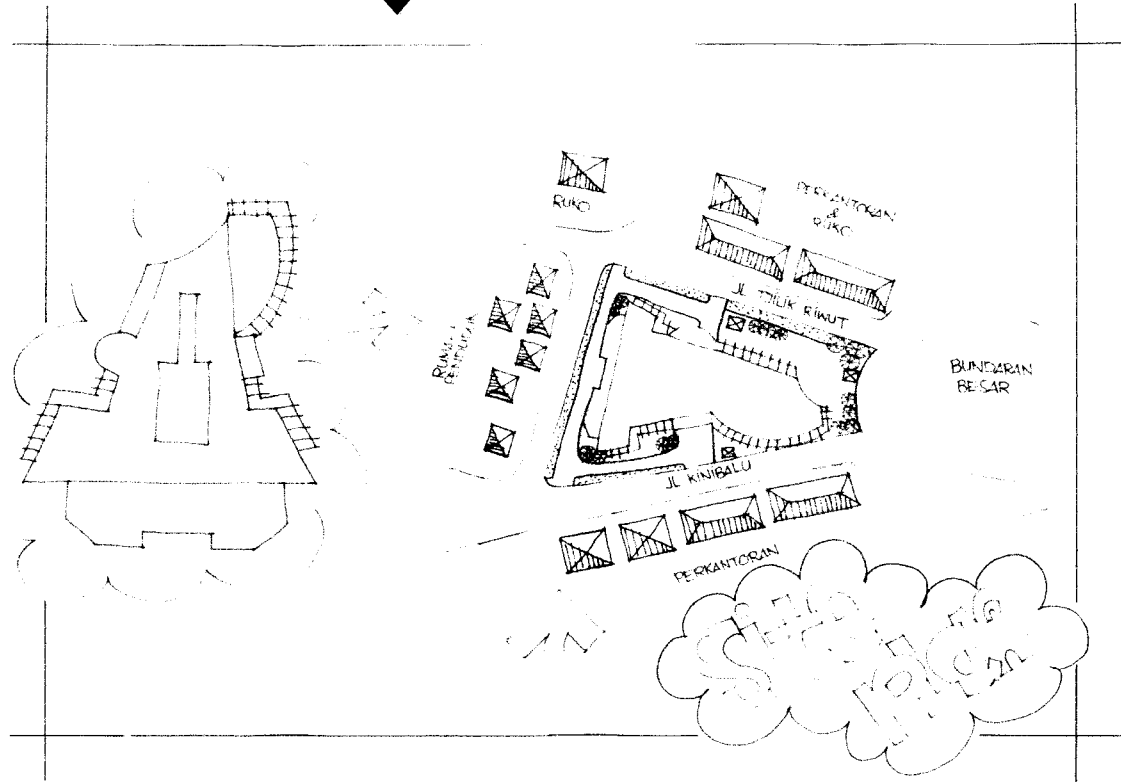 RUKO
PERKANTORAN
&
RUKO
JL TJILIK RIWUT
BUNDARAN
BESAR
JL KINIBALU
PERKANTORAN